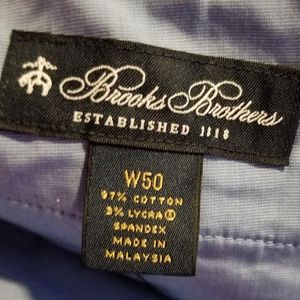 Brooks Brothers
ESTABLISHED 1818
W50
97% COTTON
3% LYCRA®
SPANDEX
MADE IN
MALAYSIA